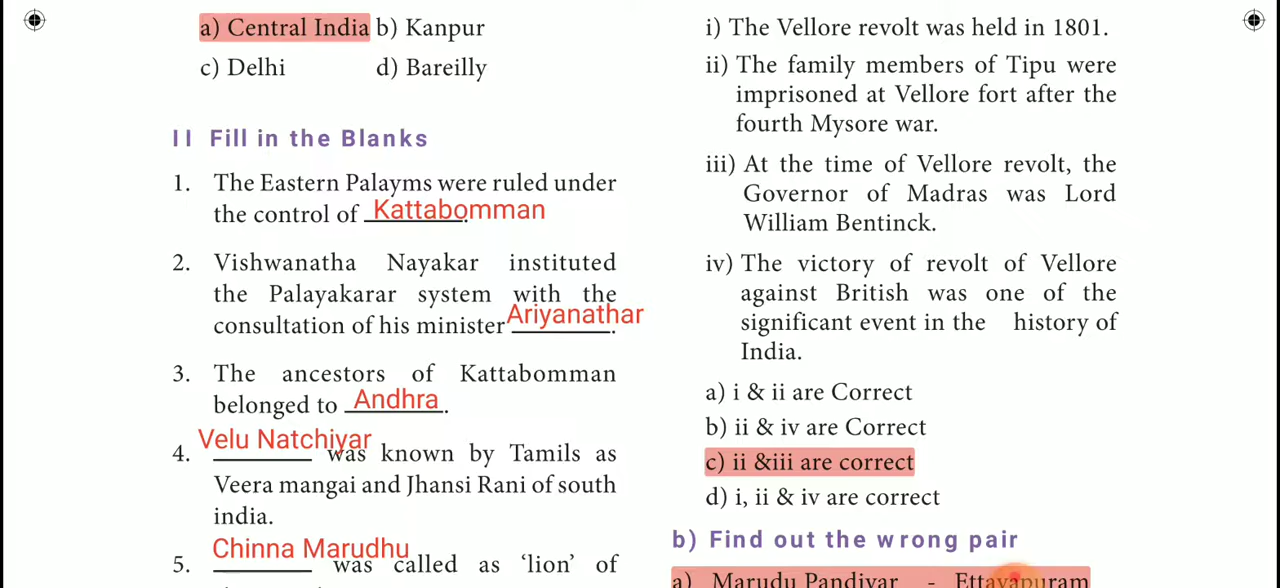 a) Central India b) Kanpur
c) Delhi d) Bareilly
II Fill in the Blanks
1. The Eastern Palayms were ruled under
the control of Kattabomman.
2. Vishwanatha Nayakar instituted
the Palayakarar system with the
consultation of his minister Ariyanathar.
3. The ancestors of Kattabomman
belonged to Andhra.
4. Velu Natchiyar was known by Tamils as
Veera mangai and Jhansi Rani of south
india.
5. Chinna Marudhu was called as ‘lion’ of
i) The Vellore revolt was held in 1801.
ii) The family members of Tipu were
imprisoned at Vellore fort after the
fourth Mysore war.
iii) At the time of Vellore revolt, the
Governor of Madras was Lord
William Bentinck.
iv) The victory of revolt of Vellore
against British was one of the
significant event in the history of
India.
a) i & ii are Correct
b) ii & iv are Correct
c) ii &iii are correct
d) i, ii & iv are correct
b) Find out the wrong pair
a) Marudu Pandiyar - Ettayapuram